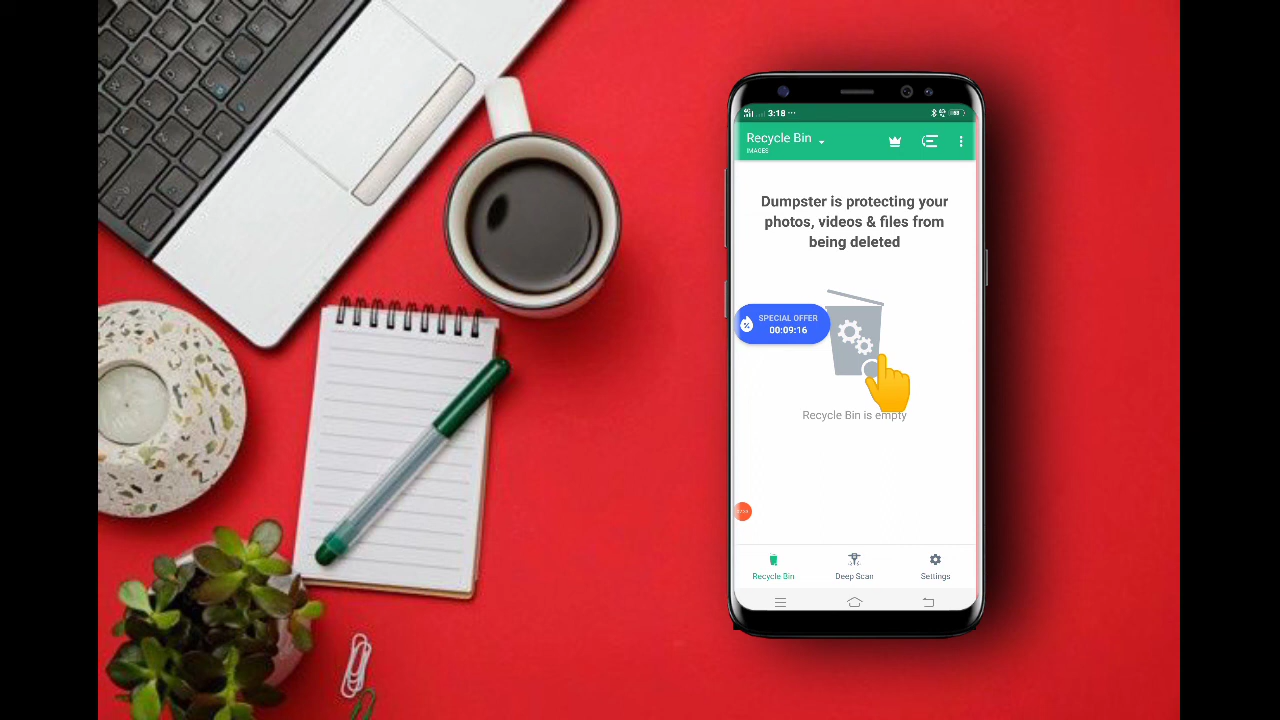 3:18 ...
Recycle Bin
IMAGES
Dumpster is protecting your
photos, videos & files from
being deleted
SPECIAL OFFER
00:09:16
Recycle Bin is empty
Recycle Bin
Deep Scan
Settings